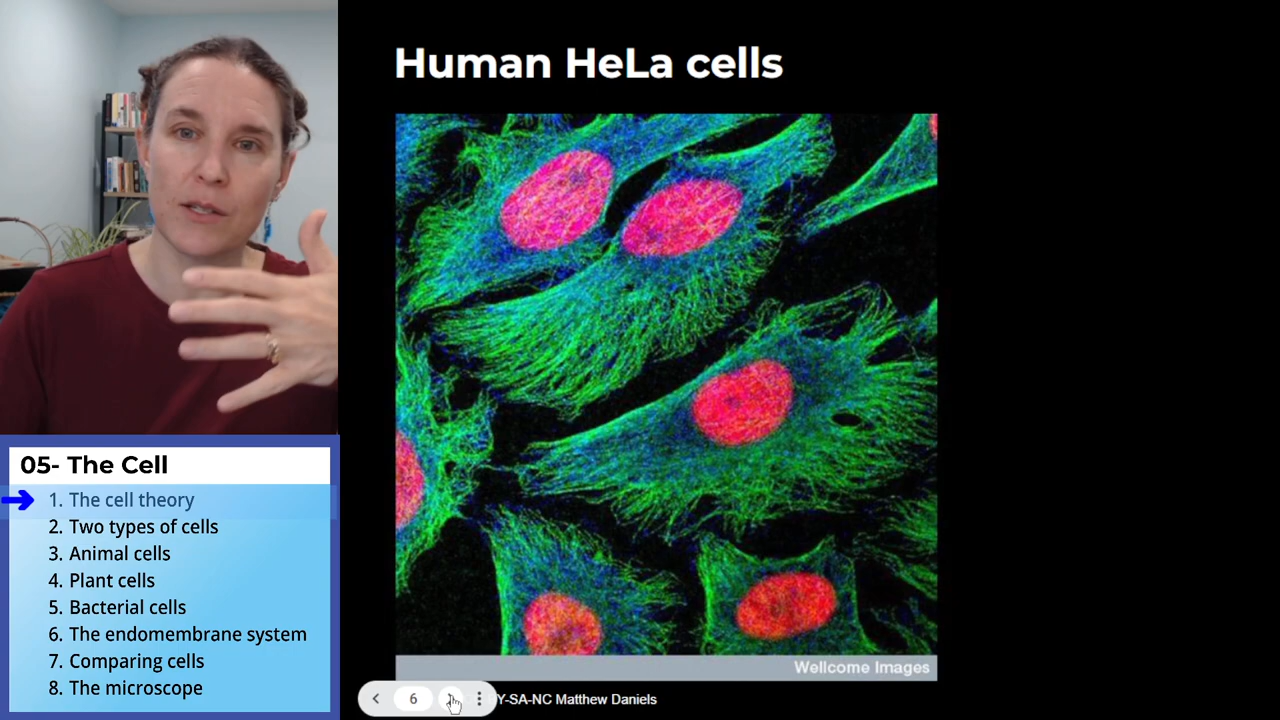 Human HeLa cells
05- The Cell
1. The cell theory
2. Two types of cells
3. Animal cells
4. Plant cells
5. Bacterial cells
6. The endomembrane system
7. Comparing cells
8. The microscope
Wellcome Images
6
Y-SA-NC Matthew Daniels